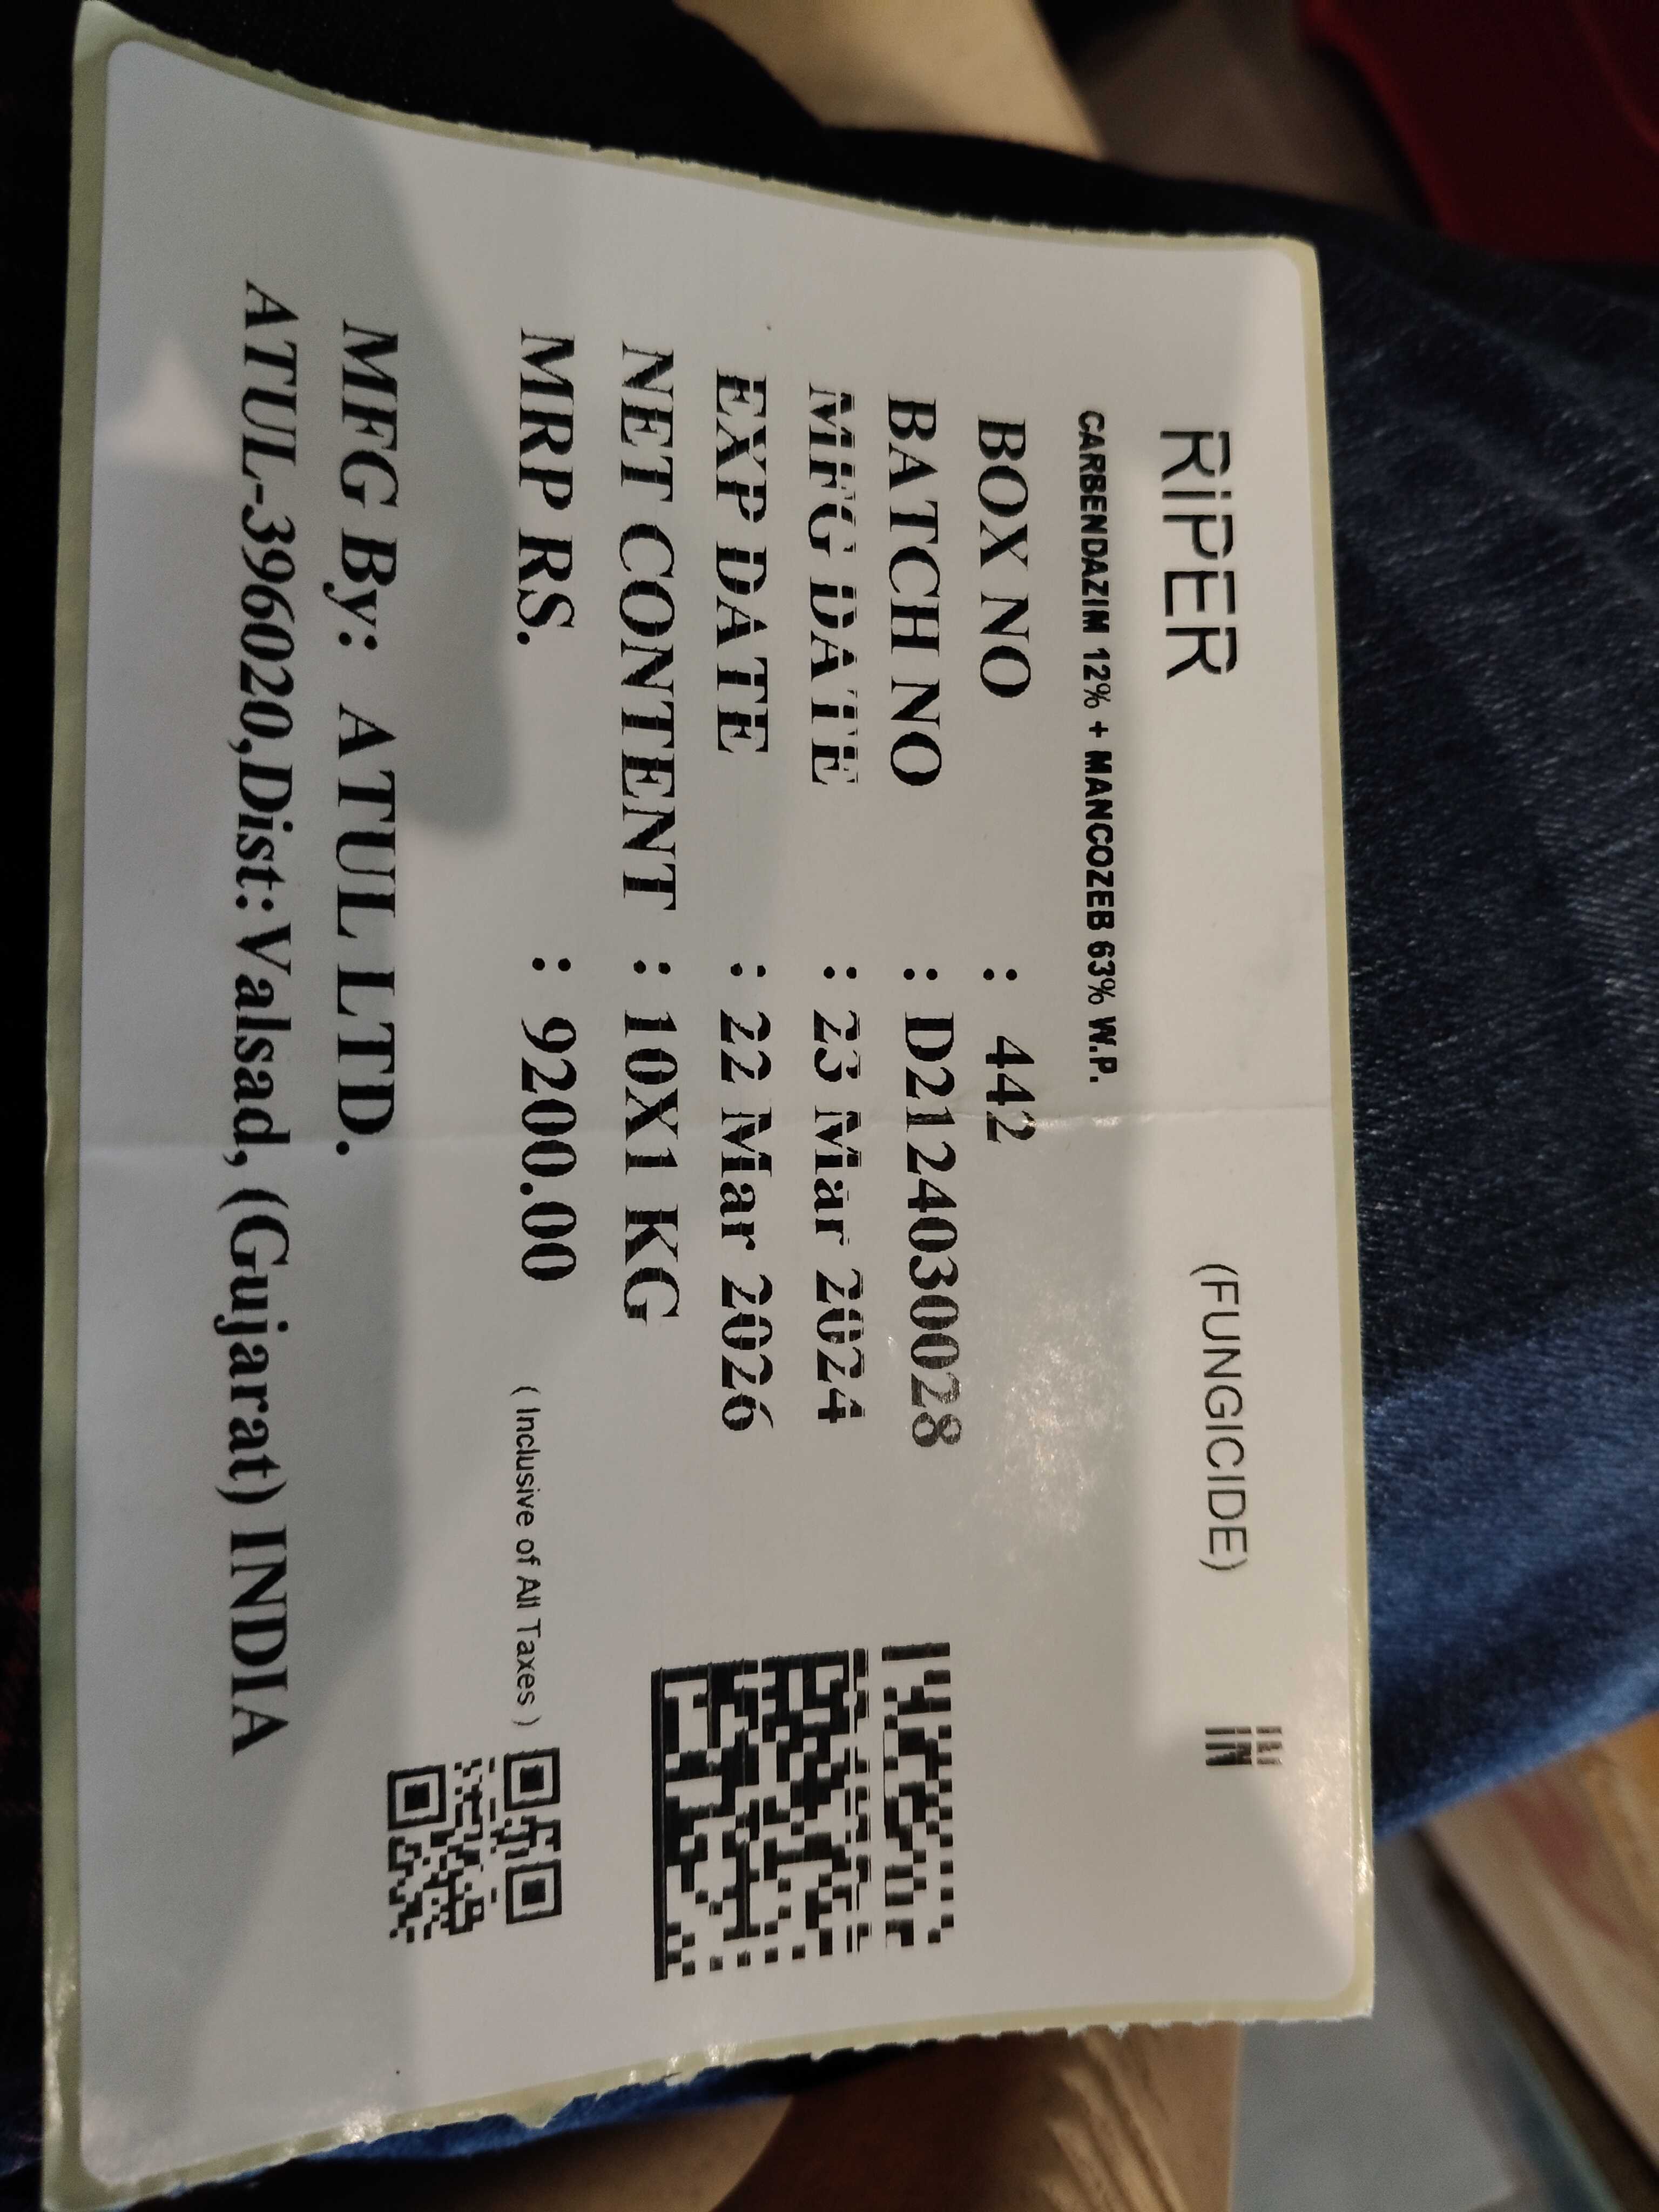 RiPER (FUNGICIDE) IN
CARBENDAZIM 12% + MANCOZEB 63% W.P. IN
BOX NO : 442
BATCH NO : D2124030028
MFG DATE : 23 Mar 2024
EXP DATE : 22 Mar 2026
NET CONTENT : 10X1 KG
MRP RS. : 9200.00 ( Inclusive of All Taxes )
MFG By: ATUL LTD.
ATUL-396020,Dist:Valsad, (Gujarat) INDIA